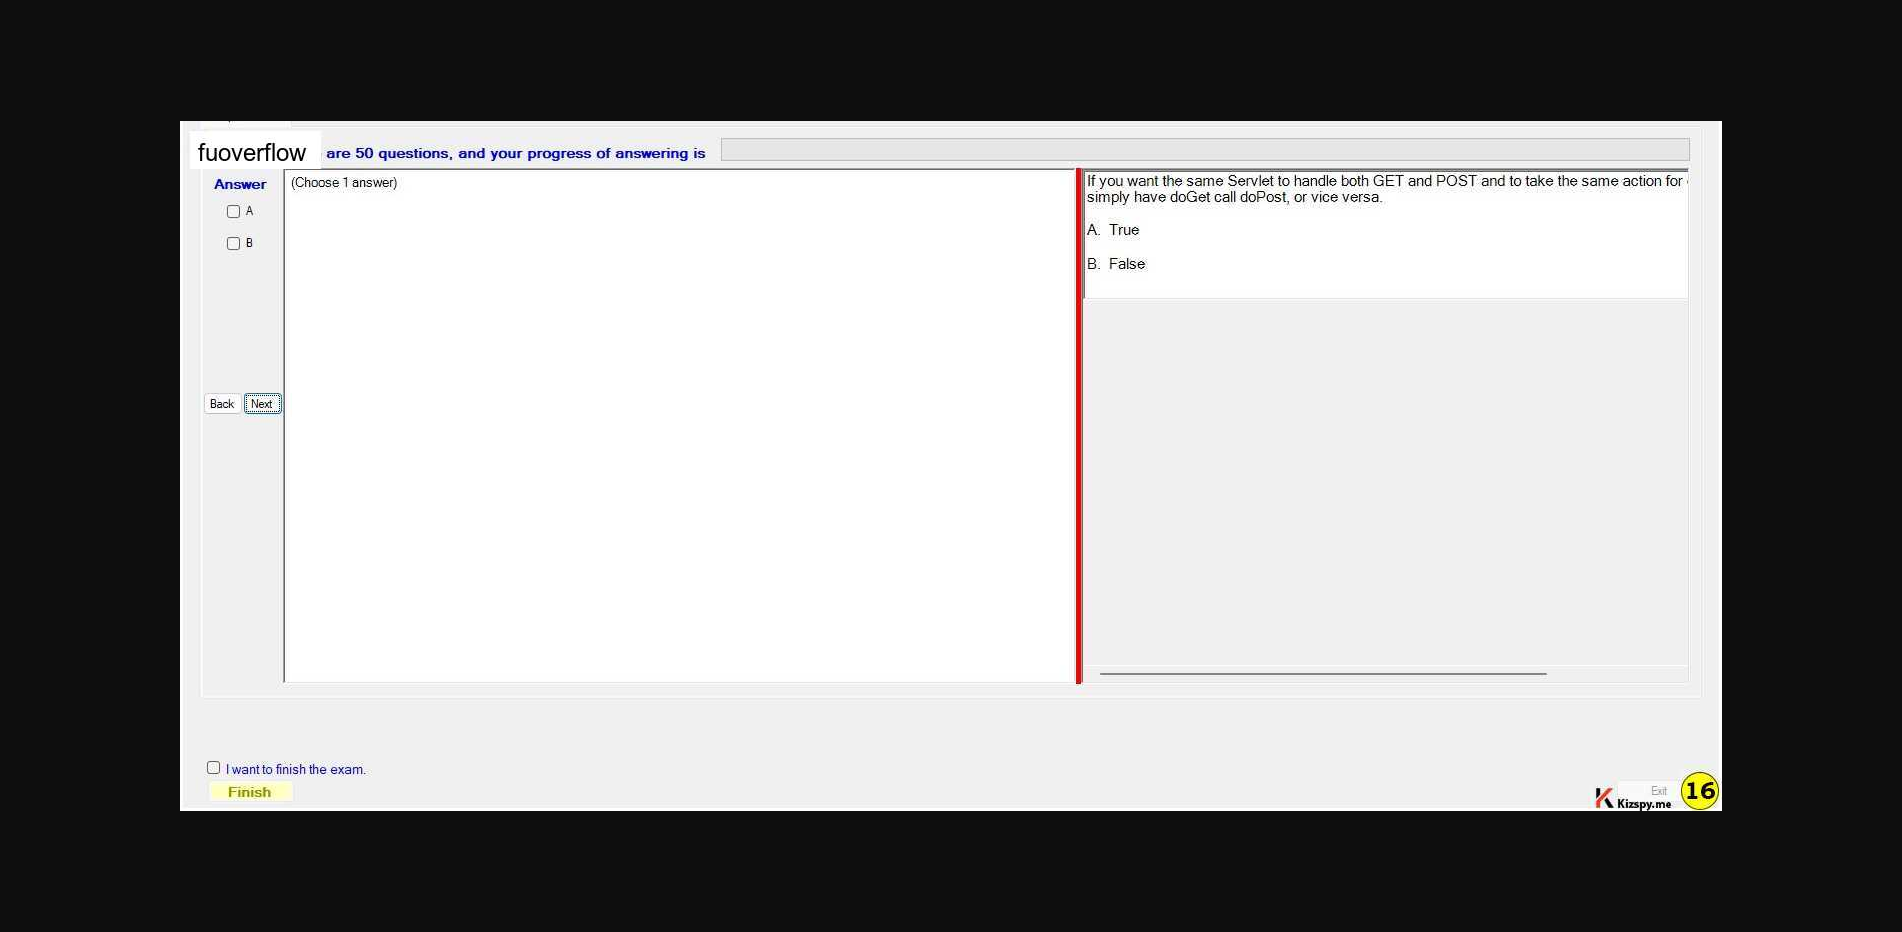 fuoverflow are 50 questions, and your progress of answering is
Answer
(Choose 1 answer)
A
B
Back Next
If you want the same Servlet to handle both GET and POST and to take the same action for
simply have doGet call doPost, or vice versa.
A. True
B. False
I want to finish the exam.
Finish
Exit
Kizspy.me
16